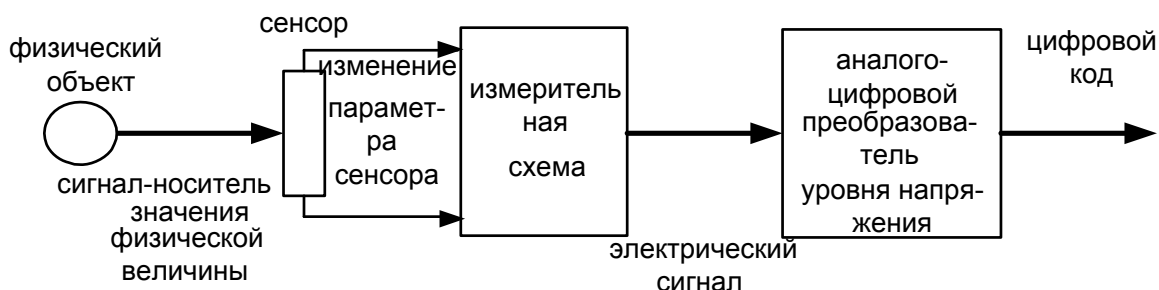 физический
объект
сенсор
сигнал-носитель
значения
физической
величины
изменение
парамет-
ра
сенсора
измеритель
ная
схема
электрический
сигнал
аналого-
цифровой
преобразова-
тель
уровня напря-
жения
цифровой
код